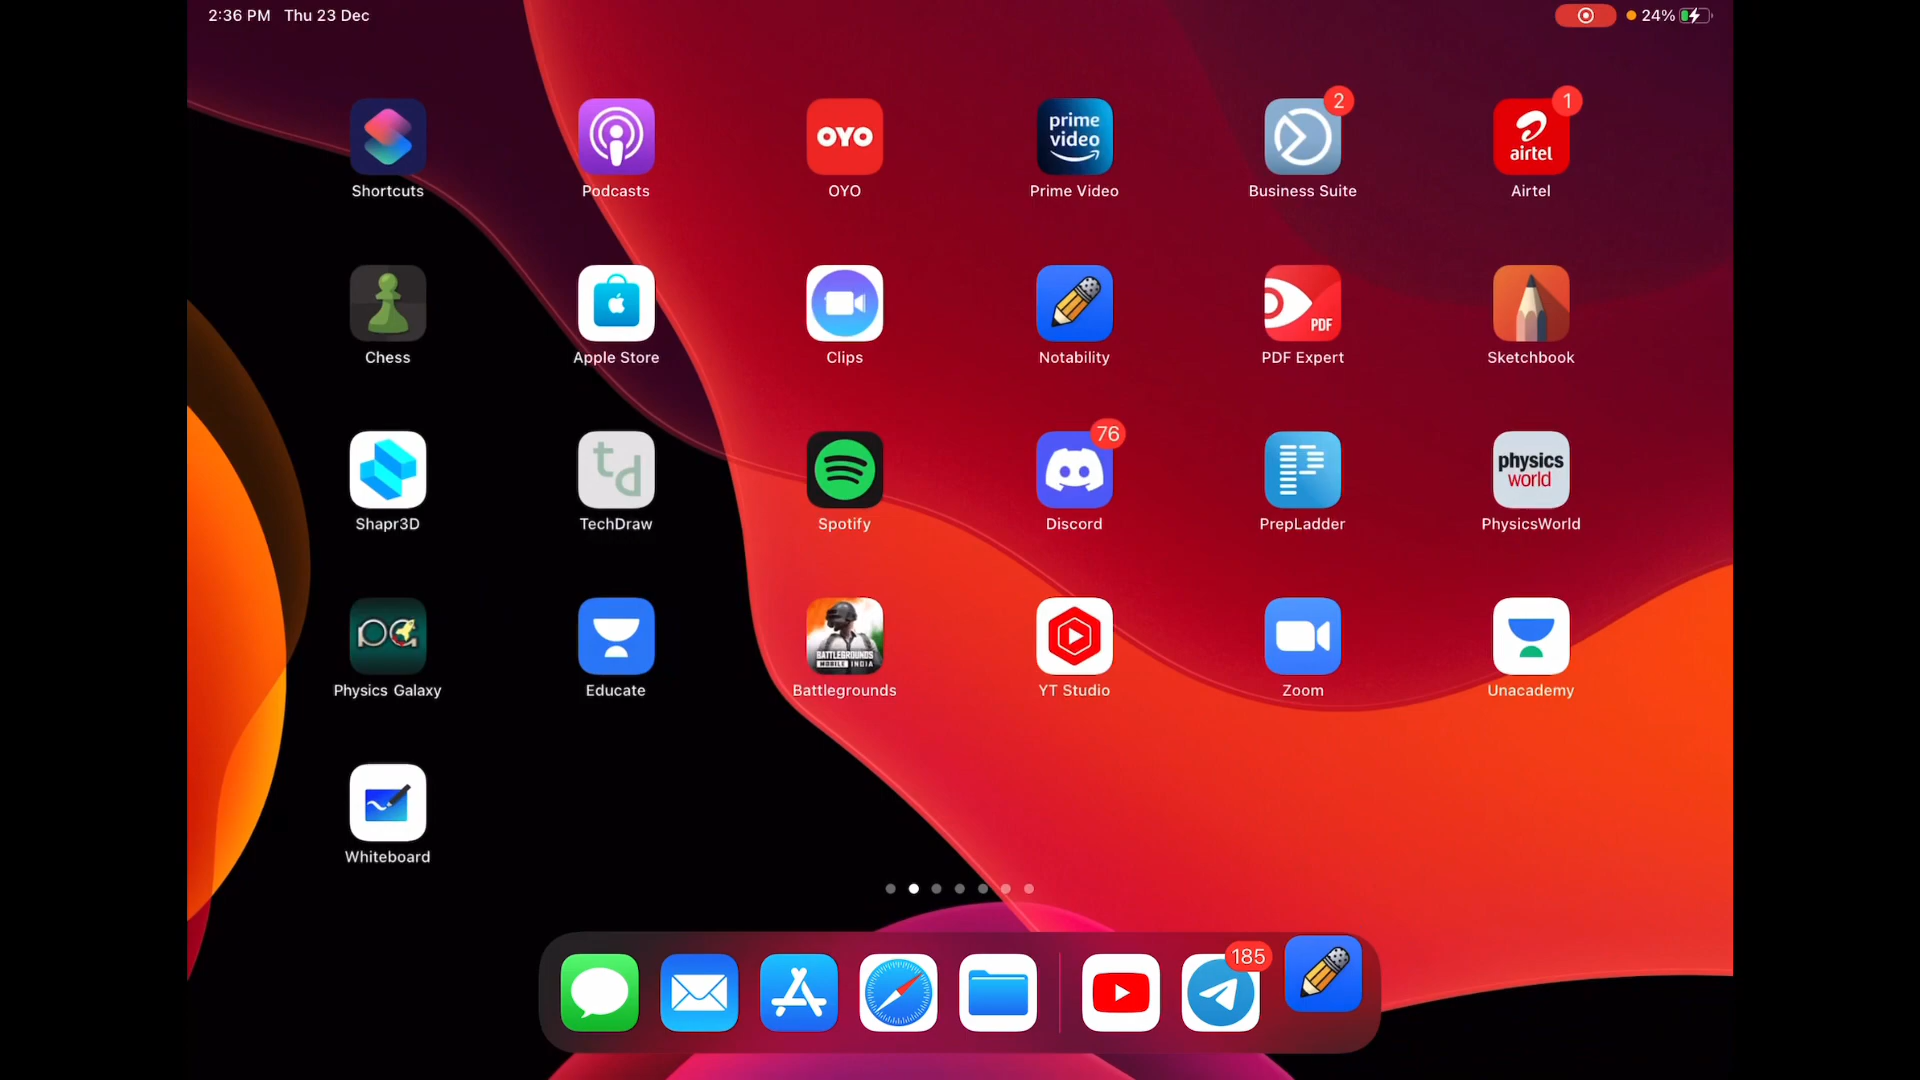 2:36 PM Thu 23 Dec
24%
2
1
OYO
prime
video
airtel
Shortcuts
Podcasts
OYO
Prime Video
Business Suite
Airtel
PDF
Chess
Apple Store
Clips
Notability
PDF Expert
Sketchbook
76
td
physics
world
Shapr3D
TechDraw
Spotify
Discord
PrepLadder
PhysicsWorld
PG
BATTLEGROUNDS
MOBILE INDIA
Physics Galaxy
Educate
Battlegrounds
YT Studio
Zoom
Unacademy
Whiteboard
185